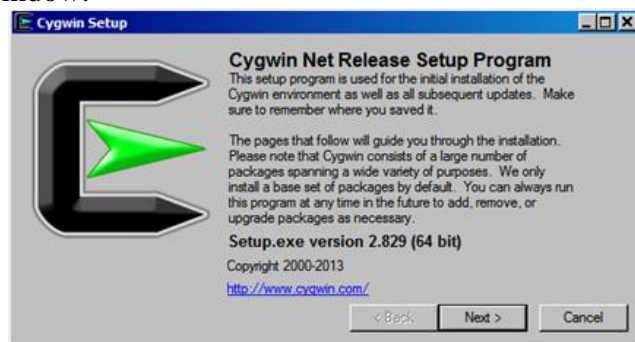 Cygwin Setup
Cygwin Net Release Setup Program
This setup program is used for the initial installation of the
Cygwin environment as well as all subsequent updates. Make
sure to remember where you saved it.
The pages that follow will guide you through the installation.
Please note that Cygwin consists of a large number of
packages spanning a wide variety of purposes. We only
install a base set of packages by default. You can always run
this program at any time in the future to add, remove, or
upgrade packages as necessary.
Setup.exe version 2.829 (64 bit)
Copyright 2000-2013
http://www.cygwin.com/
< Back Next > Cancel